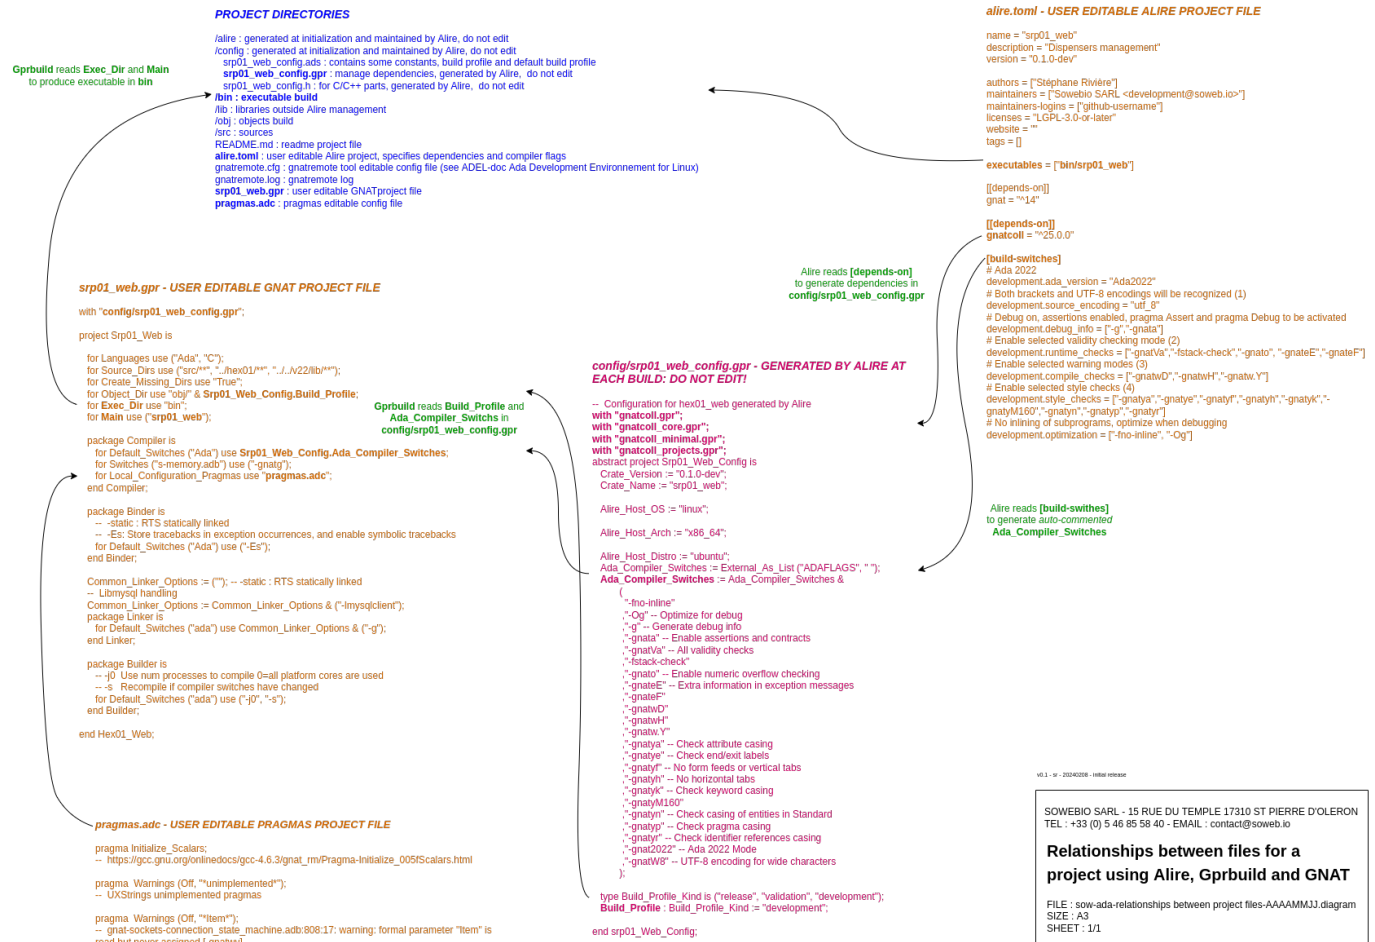 PROJECT DIRECTORIES
/alire : generated at initialization and maintained by Alire, do not edit
/config : generated at initialization and maintained by Alire, do not edit
srp01_web_config.ads : contains some constants, build profile and default build profile
srp01_web_config.gpr : manage dependencies, generated by Alire, do not edit
srp01_web_config.h : for C/C++ parts, generated by Alire, do not edit
/bin : executable build
/lib : libraries outside Alire management
/obj : objects build
/src : sources
README.md : readme project file
alire.toml : user editable Alire project, specifies dependencies and compiler flags
gnatremote.cfg : gnatremote tool editable config file (see ADEL-doc Ada Development Environnement for Linux)
gnatremote.log : gnatremote log
srp01_web.gpr : user editable GNATproject file
pragmas.adc : pragmas editable config file
Gprbuild reads Exec_Dir and Main
to produce executable in bin
alire.toml - USER EDITABLE ALIRE PROJECT FILE
name = "srp01_web"
description = "Dispensers management"
version = "0.1.0-dev"
authors = ["Stéphane Rivière"]
maintainers = ["Sowebio SARL <development@soweb.io>"]
maintainers-logins = ["github-username"]
licenses = "LGPL-3.0-or-later"
website = ""
tags = []
executables = ["bin/srp01_web"]
[[depends-on]]
gnat = "^14"
[[depends-on]]
gnatcoll = "^25.0.0"
[build-switches]
# Ada 2022
development.ada_version = "Ada2022"
# Both brackets and UTF-8 encodings will be recognized (1)
development.source_encoding = "utf_8"
# Debug on, assertions enabled, pragma Assert and pragma Debug to be activated
development.debug_info = ["-g","-gnata"]
# Enable selected validity checking mode (2)
development.runtime_checks = ["-gnatVa","-fstack-check","-gnato", "-gnateE","-gnateF"]
# Enable selected warning modes (3)
development.compile_checks = ["-gnatwD","-gnatwH","-gnatw.Y"]
# Enable selected style checks (4)
development.style_checks = ["-gnatya","-gnatye","-gnatyf","-gnatyh","-gnatyk","-
gnatyM160","-gnatyn","-gnatyp","-gnatyr"]
# No inlining of subprograms, optimize when debugging
development.optimization = ["-fno-inline", "-Og"]
Alire reads [depends-on]
to generate dependencies in
config/srp01_web_config.gpr
Alire reads [build-swithes]
to generate auto-commented
Ada_Compiler_Switches
srp01_web.gpr - USER EDITABLE GNAT PROJECT FILE
with "config/srp01_web_config.gpr";
project Srp01_Web is
for Languages use ("Ada", "C");
for Source_Dirs use ("src/**", "../hex01/**", "../../v22/lib/**");
for Create_Missing_Dirs use "True";
for Object_Dir use "obj/" & Srp01_Web_Config.Build_Profile;
for Exec_Dir use "bin";
for Main use ("srp01_web");
package Compiler is
for Default_Switches ("Ada") use Srp01_Web_Config.Ada_Compiler_Switches;
for Switches ("s-memory.adb") use ("-gnatg");
for Local_Configuration_Pragmas use "pragmas.adc";
end Compiler;
package Binder is
-- -static : RTS statically linked
-- -Es: Store tracebacks in exception occurrences, and enable symbolic tracebacks
for Default_Switches ("Ada") use ("-Es");
end Binder;
Common_Linker_Options := (""); -- -static : RTS statically linked
-- Libmysql handling
Common_Linker_Options := Common_Linker_Options & ("-lmysqlclient");
package Linker is
for Default_Switches ("ada") use Common_Linker_Options & ("-g");
end Linker;
package Builder is
-- -j0 Use num processes to compile 0=all platform cores are used
-- -s Recompile if compiler switches have changed
for Default_Switches ("ada") use ("-j0", "-s");
end Builder;
end Hex01_Web;
Gprbuild reads Build_Profile and
Ada_Compiler_Switchs in
config/srp01_web_config.gpr
config/srp01_web_config.gpr - GENERATED BY ALIRE AT
EACH BUILD: DO NOT EDIT!
-- Configuration for hex01_web generated by Alire
with "gnatcoll.gpr";
with "gnatcoll_core.gpr";
with "gnatcoll_minimal.gpr";
with "gnatcoll_projects.gpr";
abstract project Srp01_Web_Config is
Crate_Version := "0.1.0-dev";
Crate_Name := "srp01_web";
Alire_Host_OS := "linux";
Alire_Host_Arch := "x86_64";
Alire_Host_Distro := "ubuntu";
Ada_Compiler_Switches := External_As_List ("ADAFLAGS", " ");
Ada_Compiler_Switches := Ada_Compiler_Switches &
(
"-fno-inline"
,"-Og" -- Optimize for debug
,"-g" -- Generate debug info
,"-gnata" -- Enable assertions and contracts
,"-gnatVa" -- All validity checks
,"-fstack-check"
,"-gnato" -- Enable numeric overflow checking
,"-gnateE" -- Extra information in exception messages
,"-gnateF"
,"-gnatwD"
,"-gnatwH"
,"-gnatw.Y"
,"-gnatya" -- Check attribute casing
,"-gnatye" -- Check end/exit labels
,"-gnatyf" -- No form feeds or vertical tabs
,"-gnatyh" -- No horizontal tabs
,"-gnatyk" -- Check keyword casing
,"-gnatyM160"
,"-gnatyn" -- Check casing of entities in Standard
,"-gnatyp" -- Check pragma casing
,"-gnatyr" -- Check identifier references casing
,"-gnat2022" -- Ada 2022 Mode
,"-gnatW8" -- UTF-8 encoding for wide characters
);
type Build_Profile_Kind is ("release", "validation", "development");
Build_Profile : Build_Profile_Kind := "development";
end srp01_Web_Config;
pragmas.adc - USER EDITABLE PRAGMAS PROJECT FILE
pragma Initialize_Scalars;
-- https://gcc.gnu.org/onlinedocs/gcc-4.6.3/gnat_rm/Pragma-Initialize_005fScalars.html
pragma Warnings (Off, "*unimplemented*");
-- UXStrings unimplemented pragmas
pragma Warnings (Off, "*Item*");
-- gnat-sockets-connection_state_machine.adb:808:17: warning: formal parameter "Item" is
read but never assigned [-gnatwv]
v0.1 - sr - 20240208 - initial release
SOWEBIO SARL - 15 RUE DU TEMPLE 17310 ST PIERRE D'OLERON
TEL : +33 (0) 5 46 85 58 40 - EMAIL : contact@soweb.io
Relationships between files for a
project using Alire, Gprbuild and GNAT
FILE : sow-ada-relationships between project files-AAAAMMJJ.diagram
SIZE : A3
SHEET : 1/1